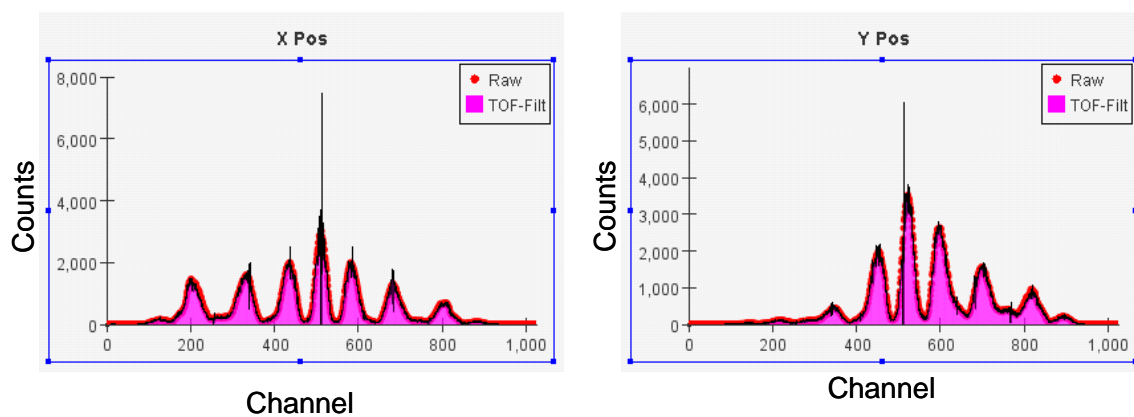 X Pos
Raw
TOF-Filt
8,000
6,000
4,000
2,000
0
0 200 400 600 800 1,000
Counts
Channel
Y Pos
Raw
TOF-Filt
6,000
5,000
4,000
3,000
2,000
1,000
0
0 200 400 600 800 1,000
Counts
Channel